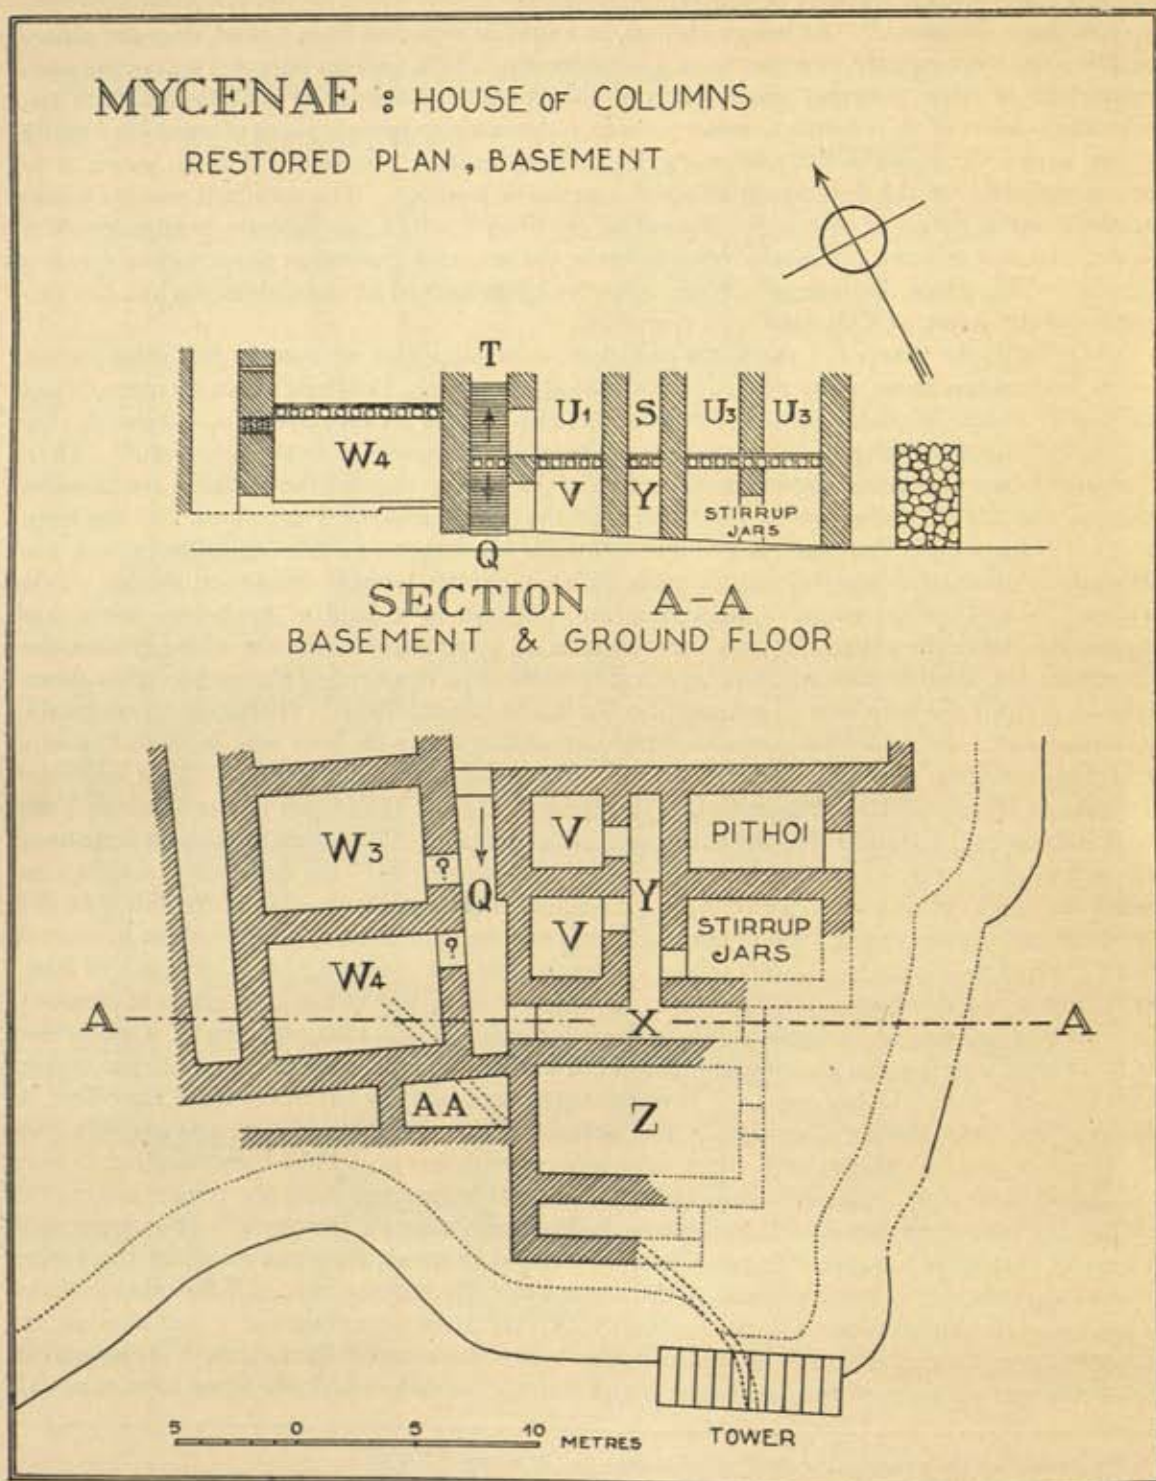 MYCENAE : HOUSE OF COLUMNS
RESTORED PLAN, BASEMENT
T
U1 S U3 U3
W4
V Y
STIRRUP
JARS
Q
SECTION A-A
BASEMENT & GROUND FLOOR
W3 ? Q V Y PITHOI
W4 ? V STIRRUP
JARS
A X A
AA Z
5 0 5 10 METRES
TOWER